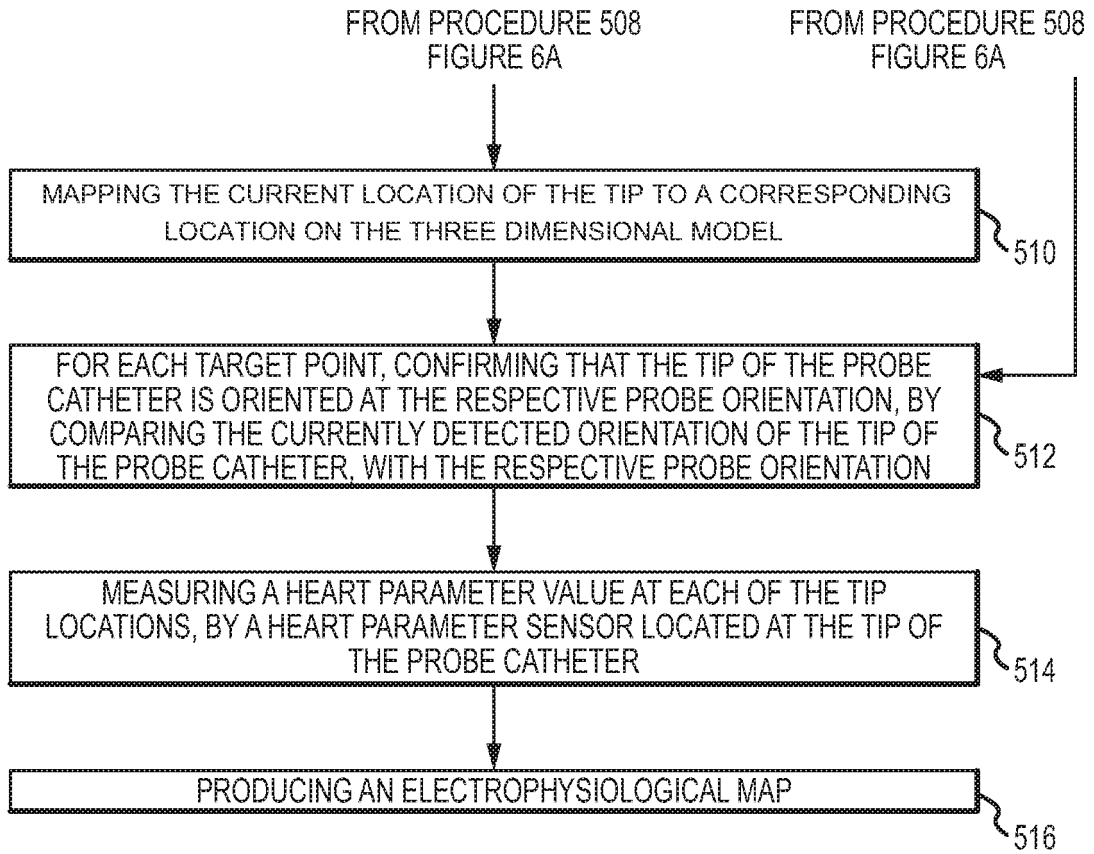 FROM PROCEDURE 508
FIGURE 6A
FROM PROCEDURE 508
FIGURE 6A
MAPPING THE CURRENT LOCATION OF THE TIP TO A CORRESPONDING
LOCATION ON THE THREE DIMENSIONAL MODEL
510
FOR EACH TARGET POINT, CONFIRMING THAT THE TIP OF THE PROBE
CATHETER IS ORIENTED AT THE RESPECTIVE PROBE ORIENTATION, BY
COMPARING THE CURRENTLY DETECTED ORIENTATION OF THE TIP OF
THE PROBE CATHETER, WITH THE RESPECTIVE PROBE ORIENTATION
512
MEASURING A HEART PARAMETER VALUE AT EACH OF THE TIP
LOCATIONS, BY A HEART PARAMETER SENSOR LOCATED AT THE TIP OF
THE PROBE CATHETER
514
PRODUCING AN ELECTROPHYSIOLOGICAL MAP
516